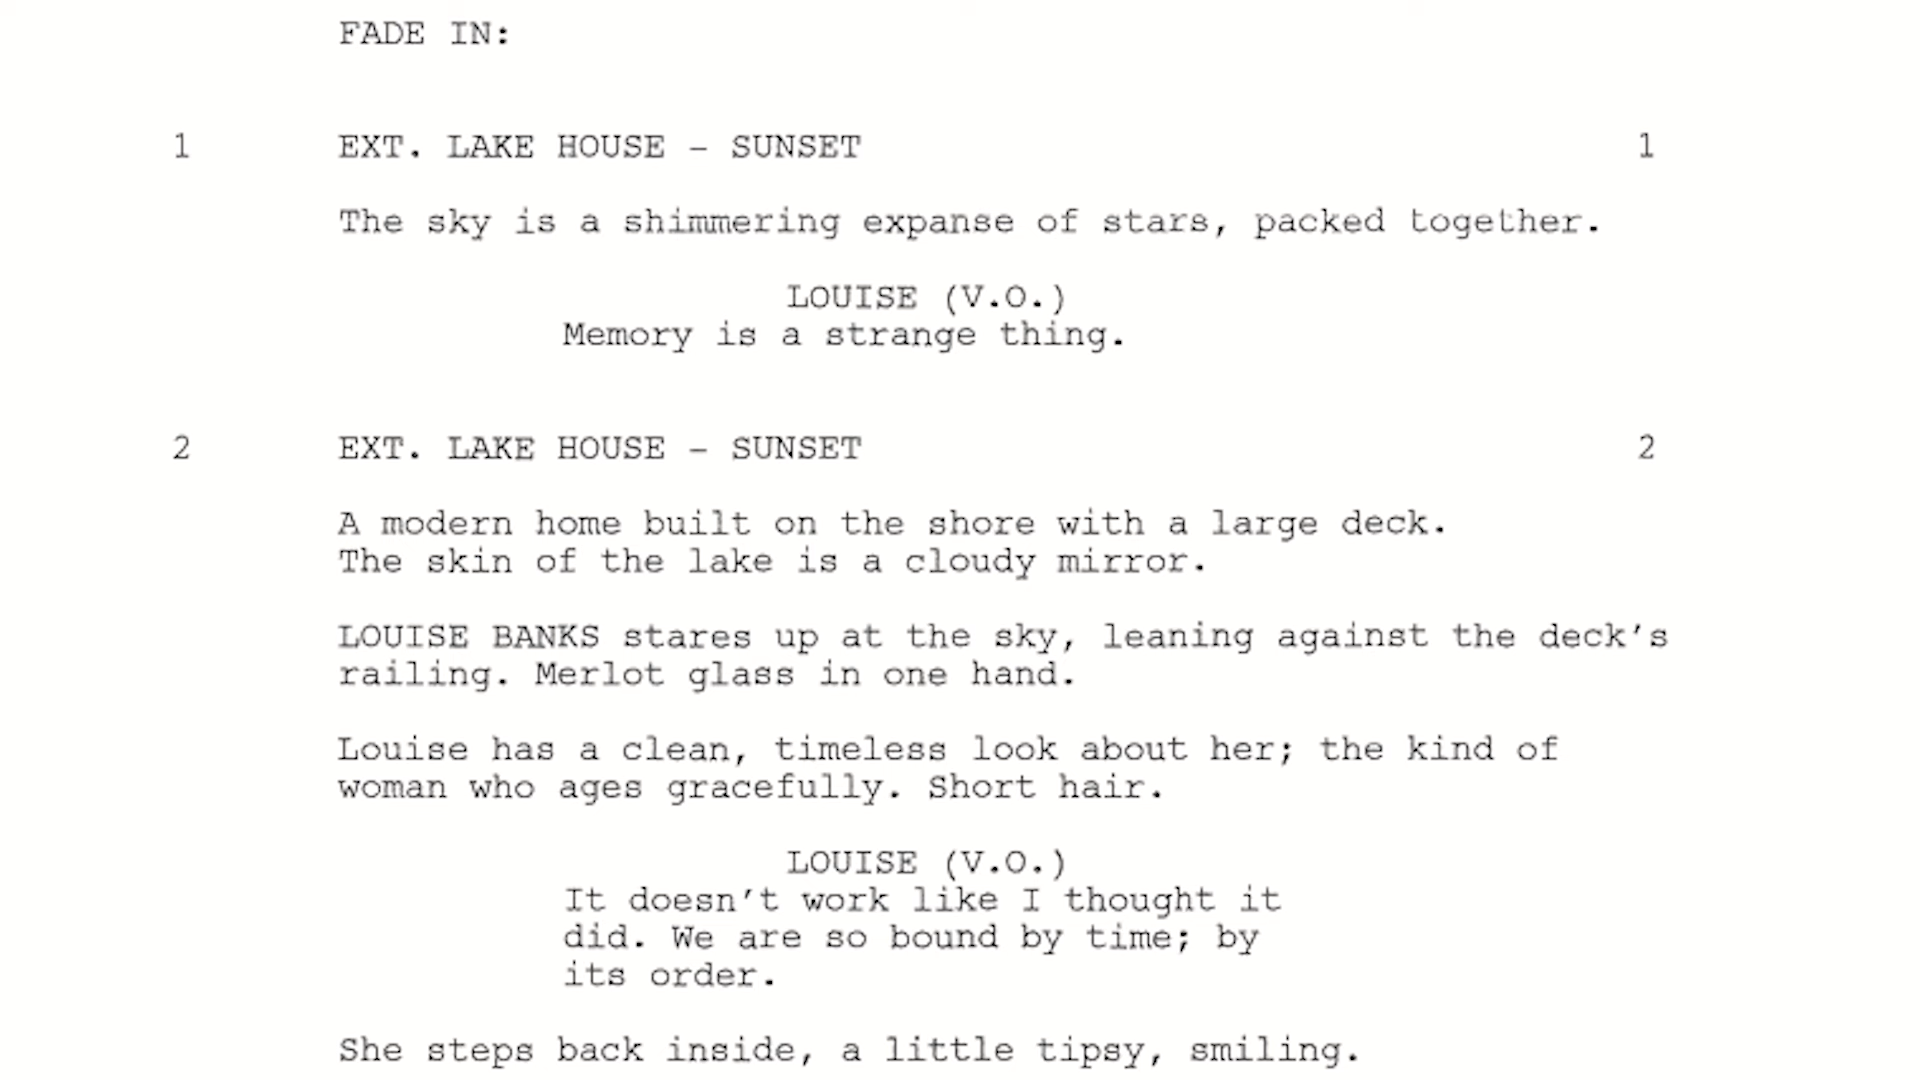 FADE IN:
1 EXT. LAKE HOUSE – SUNSET 1
The sky is a shimmering expanse of stars, packed together.
LOUISE (V.O.)
Memory is a strange thing.
2 EXT. LAKE HOUSE – SUNSET 2
A modern home built on the shore with a large deck.
The skin of the lake is a cloudy mirror.
LOUISE BANKS stares up at the sky, leaning against the deck's
railing. Merlot glass in one hand.
Louise has a clean, timeless look about her; the kind of
woman who ages gracefully. Short hair.
LOUISE (V.O.)
It doesn't work like I thought it
did. We are so bound by time; by
its order.
She steps back inside, a little tipsy, smiling.